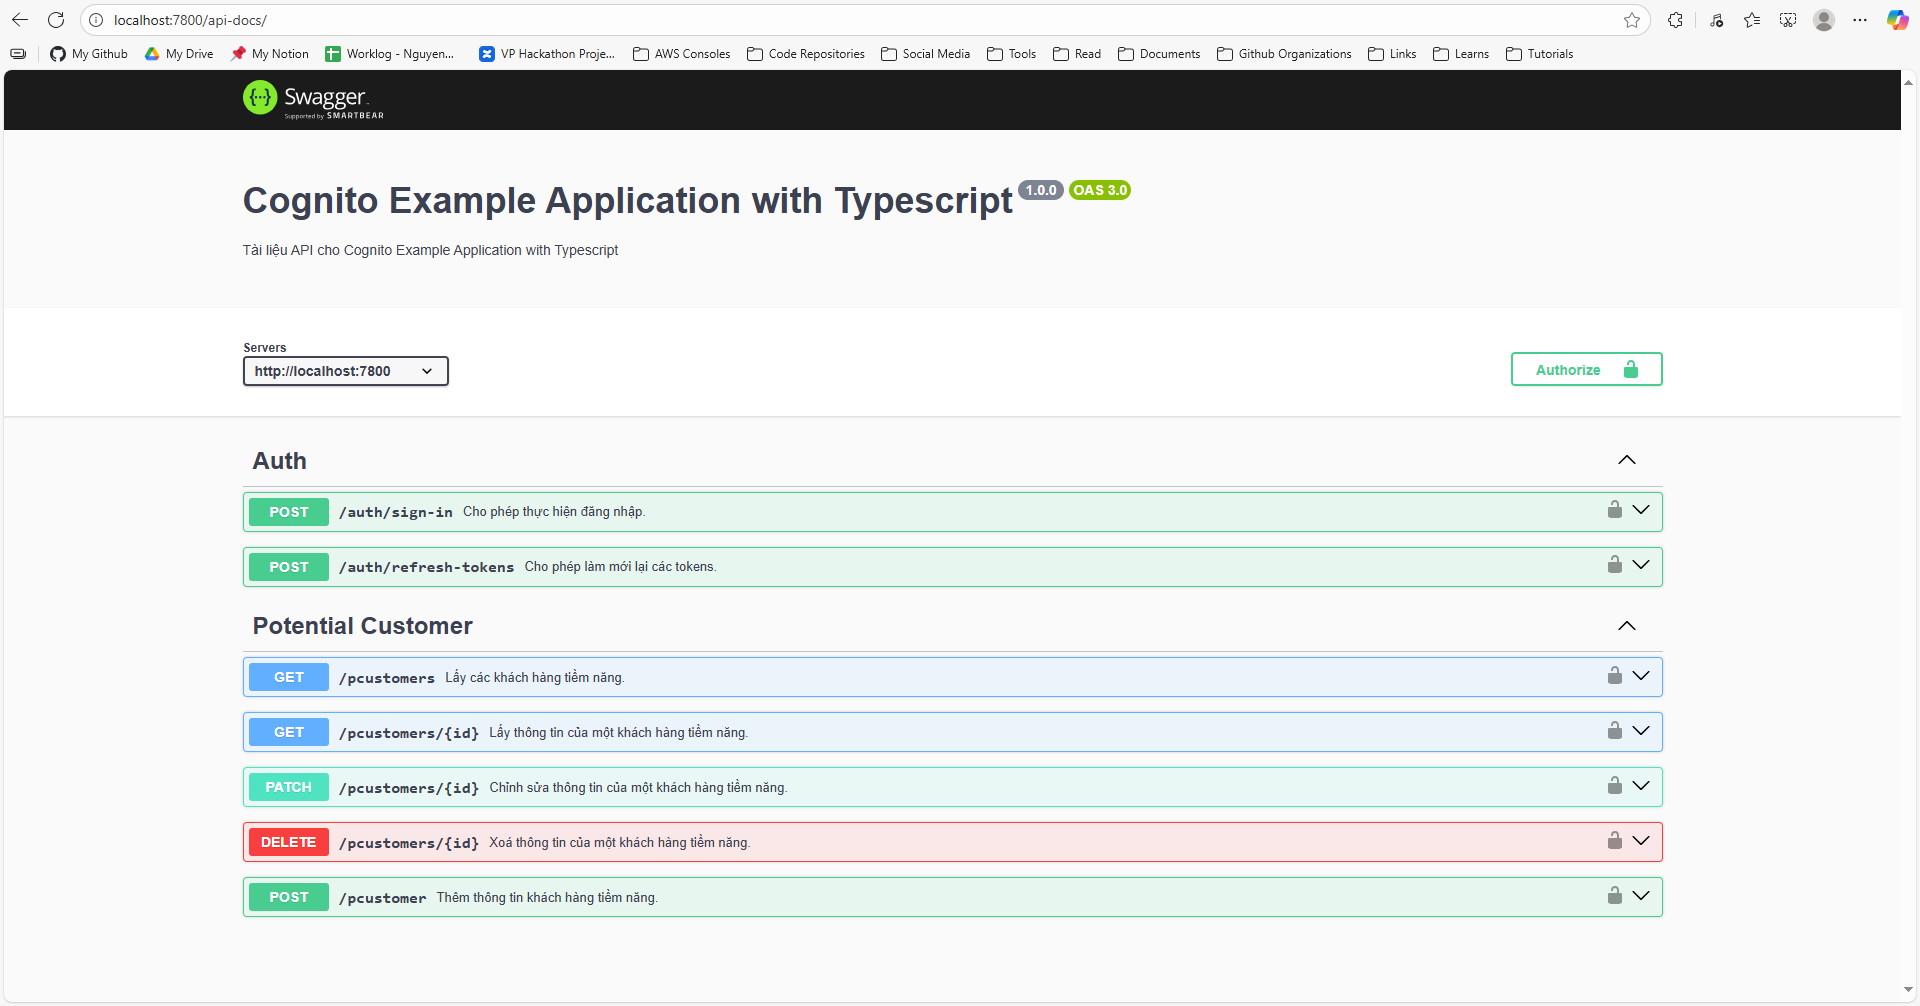 localhost:7800/api-docs/
My Github My Drive My Notion Worklog - Nguyen... VP Hackathon Proje... AWS Consoles Code Repositories Social Media Tools Read Documents Github Organizations Links Learns Tutorials
Swagger
Supported by SMARTBEAR
Cognito Example Application with Typescript 1.0.0 OAS 3.0
Tài liệu API cho Cognito Example Application with Typescript
Servers
http://localhost:7800
Authorize
Auth
POST /auth/sign-in Cho phép thực hiện đăng nhập.
POST /auth/refresh-tokens Cho phép làm mới lại các tokens.
Potential Customer
GET /pcustomers Lấy các khách hàng tiềm năng.
GET /pcustomers/{id} Lấy thông tin của một khách hàng tiềm năng.
PATCH /pcustomers/{id} Chỉnh sửa thông tin của một khách hàng tiềm năng.
DELETE /pcustomers/{id} Xoá thông tin của một khách hàng tiềm năng.
POST /pcustomer Thêm thông tin khách hàng tiềm năng.